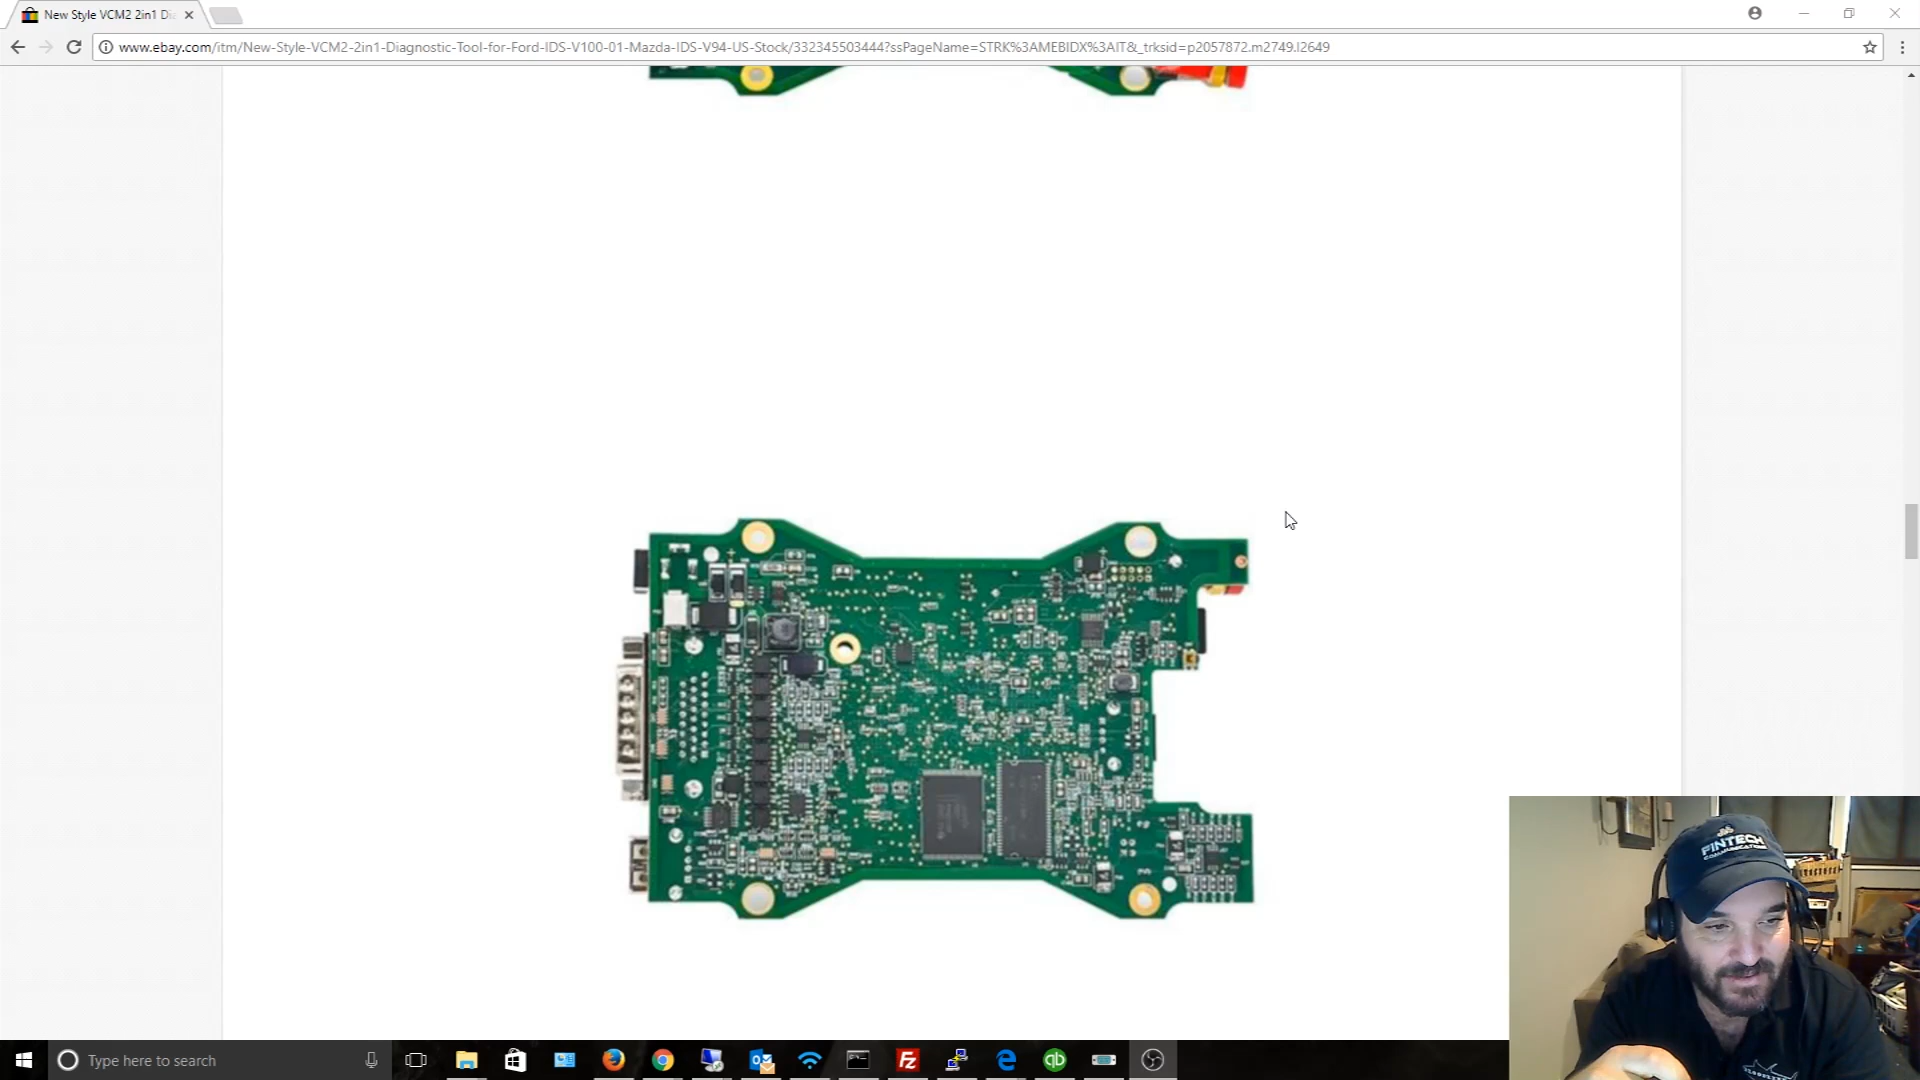 New Style VCM2 2in1 Di
www.ebay.com/itm/New-Style-VCM2-2in1-Diagnostic-Tool-for-Ford-IDS-V100-01-Mazda-IDS-V94-US-Stock/332345503444?ssPageName=STRK%3AMEBIDX%3AIT&_trksid=p2057872.m2749.l2649
FINTECH
COMMUNICATIONS
Type here to search